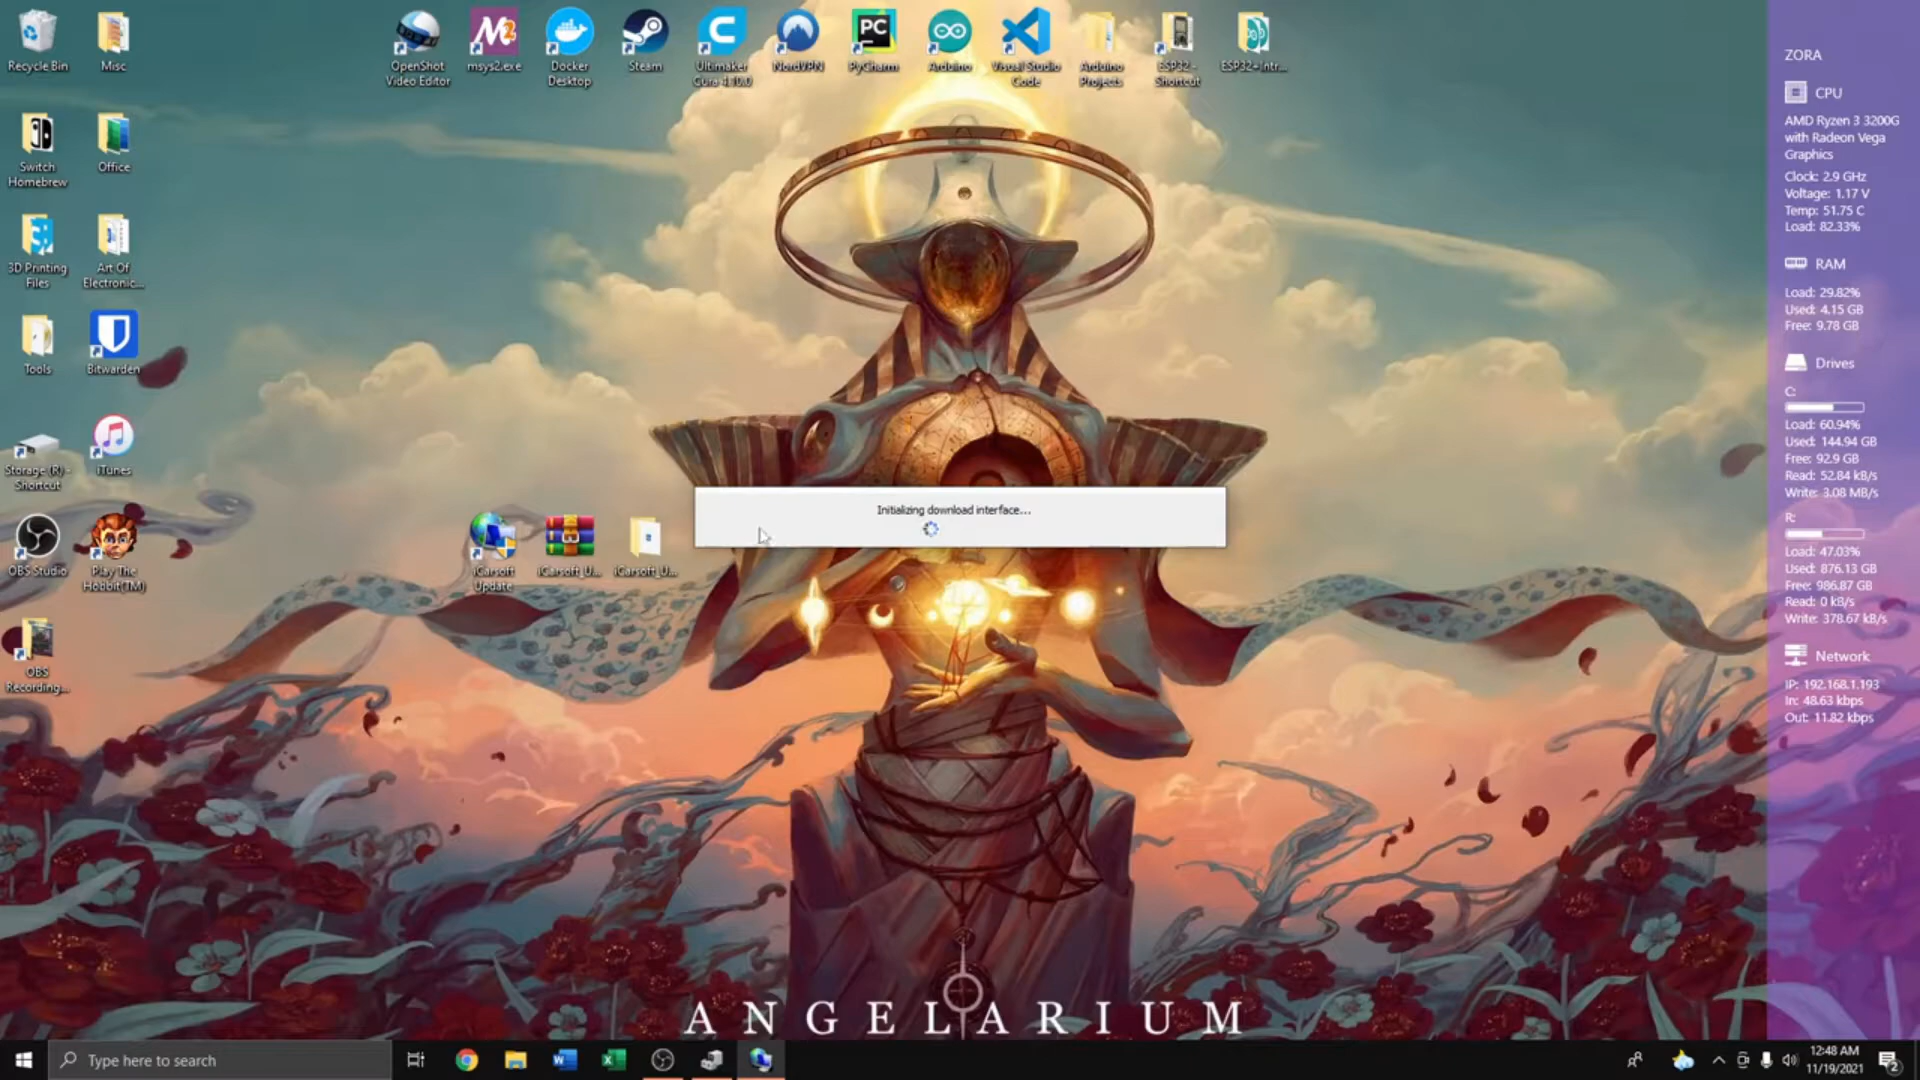 Recycle Bin
Misc
OpenShot
Video Editor
msys2.exe
Docker
Desktop
Steam
Ultimaker
Cura 4.10.0
NordVPN
PyCharm
Arduino
Visual Studio
Code
Arduino
Projects
ESP32 -
Shortcut
Switch
Homebrew
Office
3D Printing
Files
Art Of
Electronic...
Tools
Bitwarden
Storage (R) -
Shortcut
iTunes
OBS Studio
Play The
Hobbit(TM)
iCarsoft
Update
iCarsoft_U...
iCarsoft_U...
OBS
Recording...
Initializing download interface...
ZORA
CPU
AMD Ryzen 3 3200G
with Radeon Vega
Graphics
Clock: 2.9 GHz
Voltage: 1.17 V
Temp: 51.75 C
Load: 82.33%
RAM
Load: 29.82%
Used: 4.15 GB
Free: 9.78 GB
Drives
C:
Load: 60.94%
Used: 144.94 GB
Free: 92.9 GB
Read: 52.84 kB/s
Write: 3.08 MB/s
R:
Load: 47.03%
Used: 876.13 GB
Free: 986.87 GB
Read: 0 kB/s
Write: 378.67 kB/s
Network
IP: 192.168.1.193
In: 48.63 kbps
Out: 11.82 kbps
ANGELARIUM
Type here to search
12:48 AM
11/19/2021
2